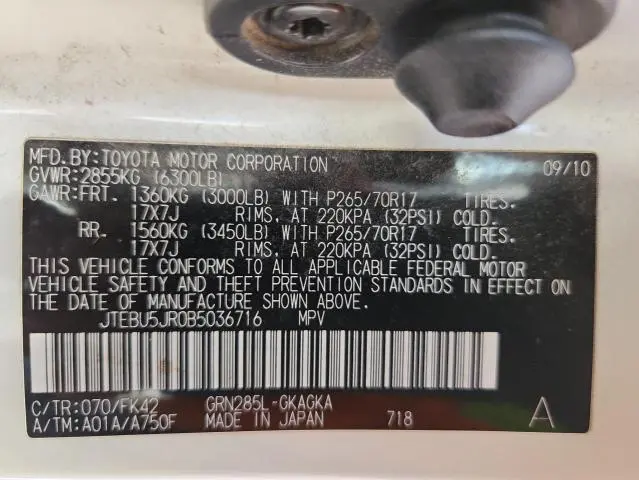 MFD.BY:TOYOTA MOTOR CORPORATION 09/10
GVWR:2855KG (6300LB)
GAWR:FRT. 1360KG (3000LB) WITH P265/70R17 TIRES.
17X7J RIMS, AT 220KPA (32PSI) COLD.
RR. 1560KG (3450LB) WITH P265/70R17 TIRES.
17X7J RIMS, AT 220KPA (32PSI) COLD.
THIS VEHICLE CONFORMS TO ALL APPLICABLE FEDERAL MOTOR
VEHICLE SAFETY AND THEFT PREVENTION STANDARDS IN EFFECT ON
THE DATE OF MANUFACTURE SHOWN ABOVE.
JTEBU5JR0B5036716 MPV
C/TR:070/FK42 GRN285L-GKAGKA A
A/TM:A01A/A750F MADE IN JAPAN 718